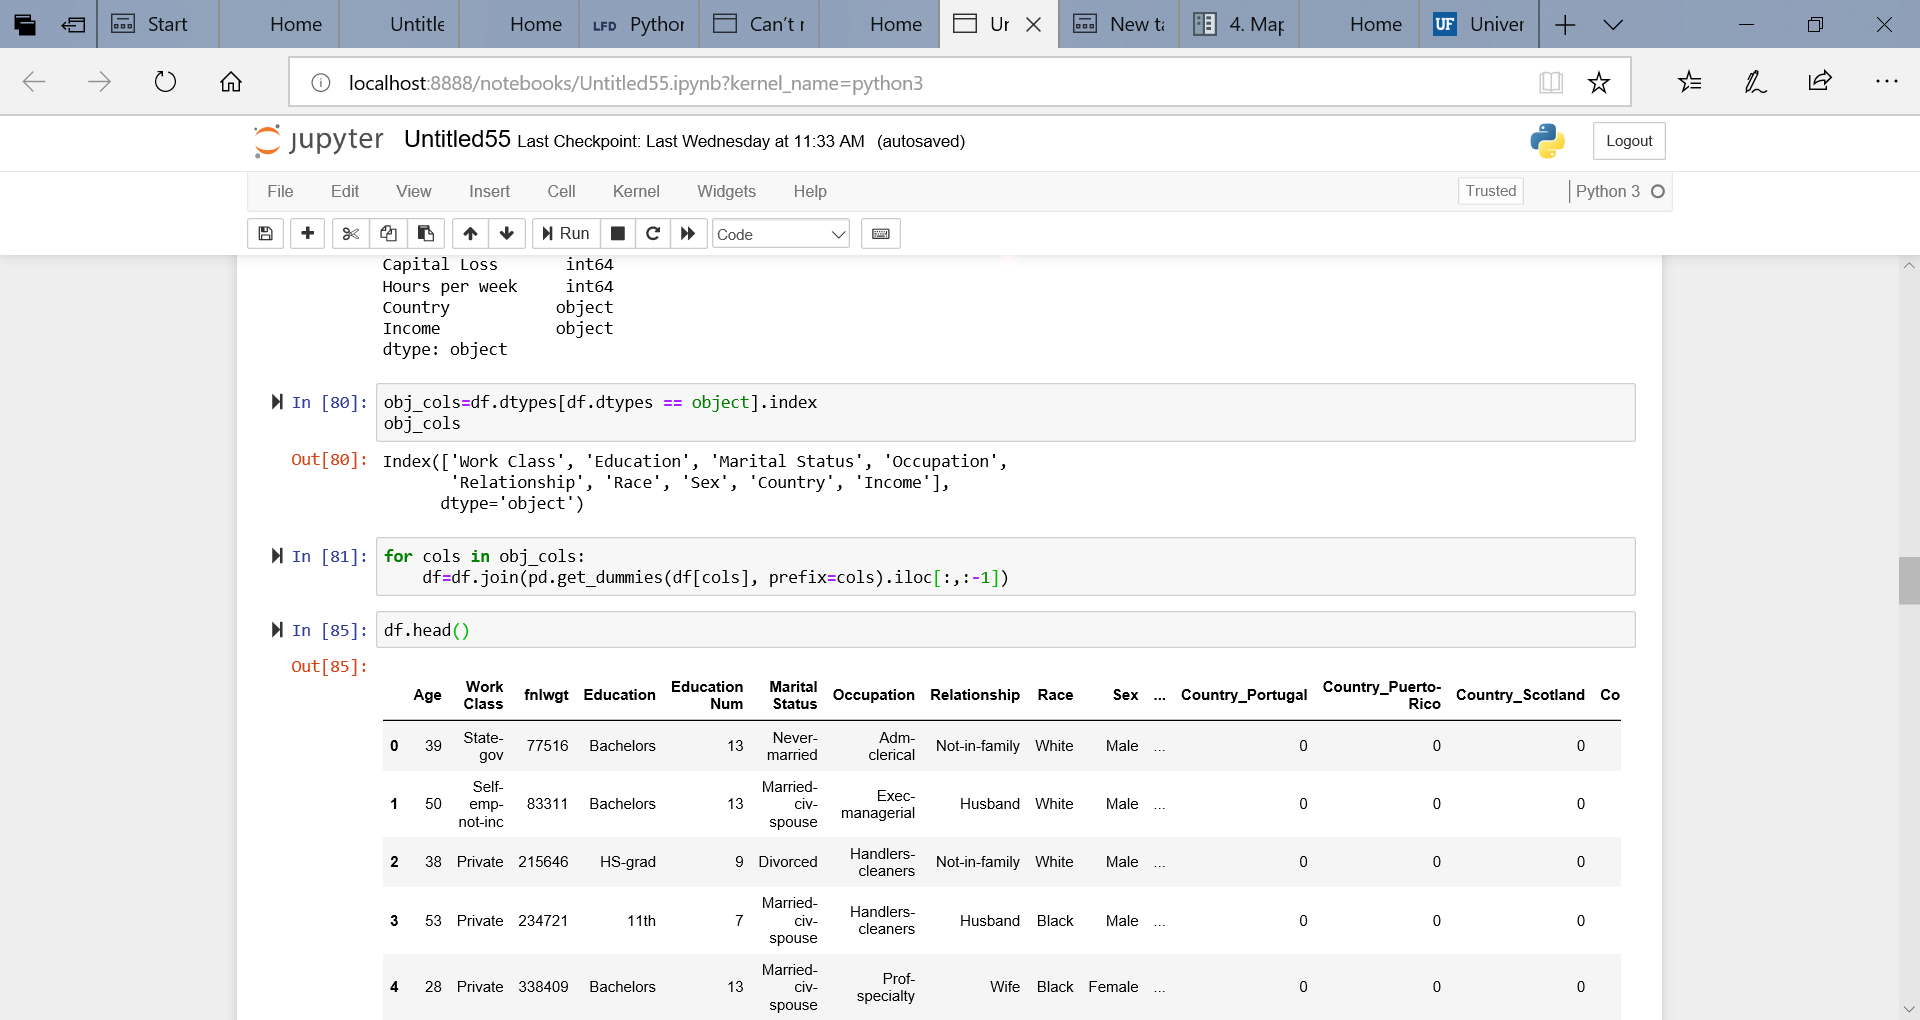 Start Home Untitle Home LFD Python Can't r Home Ur New ta 4. Map Home UF Univer
localhost:8888/notebooks/Untitled55.ipynb?kernel_name=python3
jupyter Untitled55 Last Checkpoint: Last Wednesday at 11:33 AM (autosaved) Logout
File Edit View Insert Cell Kernel Widgets Help Trusted Python 3
Run Code
Capital Loss int64
Hours per week int64
Country object
Income object
dtype: object
In [80]: obj_cols=df.dtypes[df.dtypes == object].index
obj_cols
Out[80]: Index(['Work Class', 'Education', 'Marital Status', 'Occupation',
'Relationship', 'Race', 'Sex', 'Country', 'Income'],
dtype='object')
In [81]: for cols in obj_cols:
df=df.join(pd.get_dummies(df[cols], prefix=cols).iloc[:,:-1])
In [85]: df.head()
Out[85]:
Age Work Class fnlwgt Education Education Num Marital Status Occupation Relationship Race Sex ... Country_Portugal Country_Puerto-Rico Country_Scotland Co
0 39 State-gov 77516 Bachelors 13 Never-married Adm-clerical Not-in-family White Male ... 0 0 0
1 50 Self-emp-not-inc 83311 Bachelors 13 Married-civ-spouse Exec-managerial Husband White Male ... 0 0 0
2 38 Private 215646 HS-grad 9 Divorced Handlers-cleaners Not-in-family White Male ... 0 0 0
3 53 Private 234721 11th 7 Married-civ-spouse Handlers-cleaners Husband Black Male ... 0 0 0
4 28 Private 338409 Bachelors 13 Married-civ-spouse Prof-specialty Wife Black Female ... 0 0 0